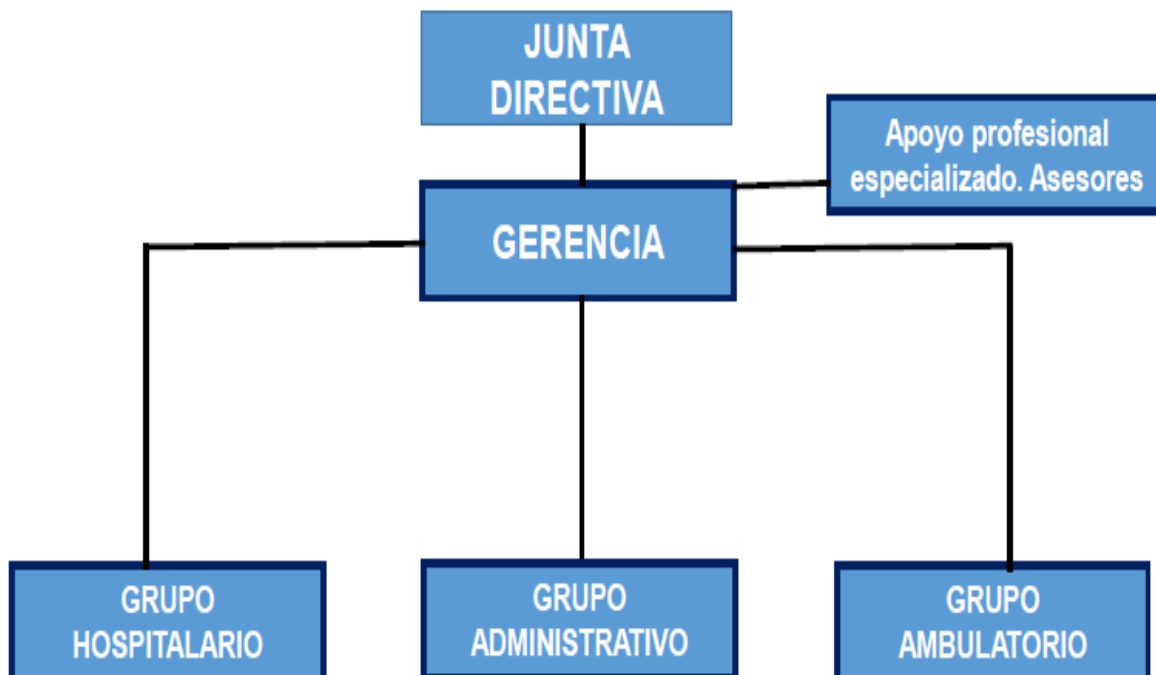 JUNTA
DIRECTIVA
Apoyo profesional
especializado. Asesores
GERENCIA
GRUPO
HOSPITALARIO
GRUPO
ADMINISTRATIVO
GRUPO
AMBULATORIO